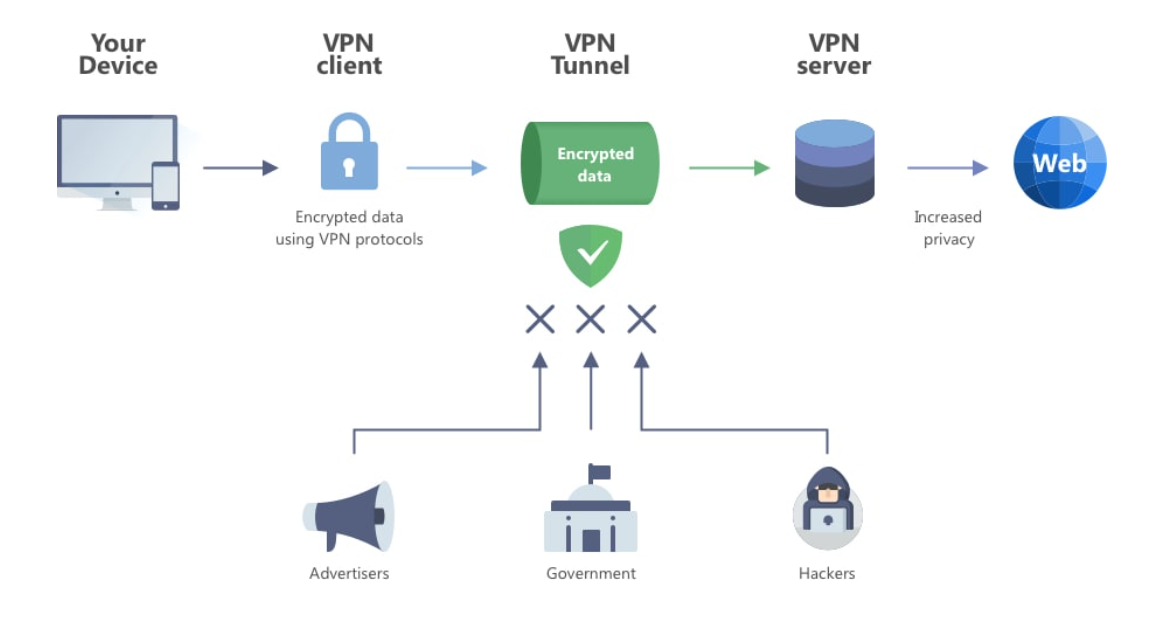 Your
Device
VPN
client
VPN
Tunnel
VPN
server
Encrypted
data
Web
Encrypted data
using VPN protocols
Increased
privacy
Advertisers
Government
Hackers